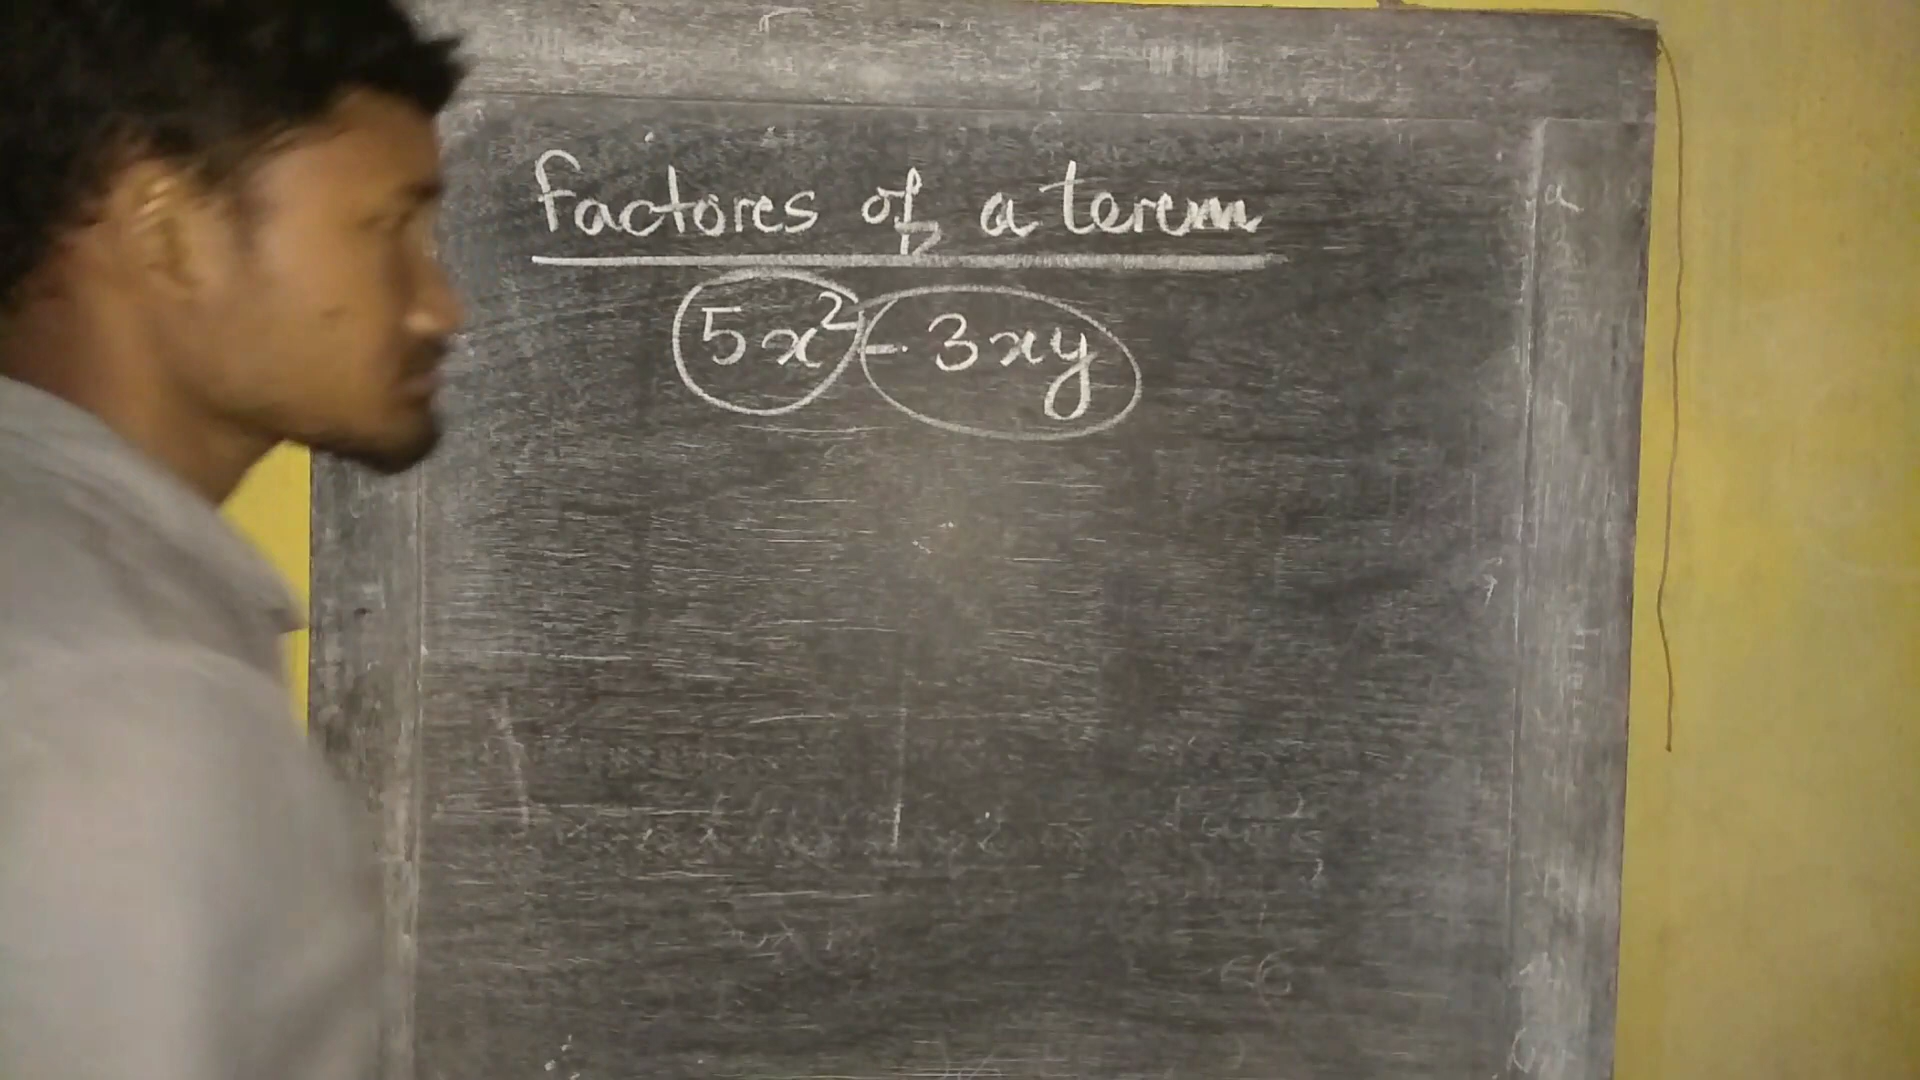 Factores of a terem
5x² - 3xy